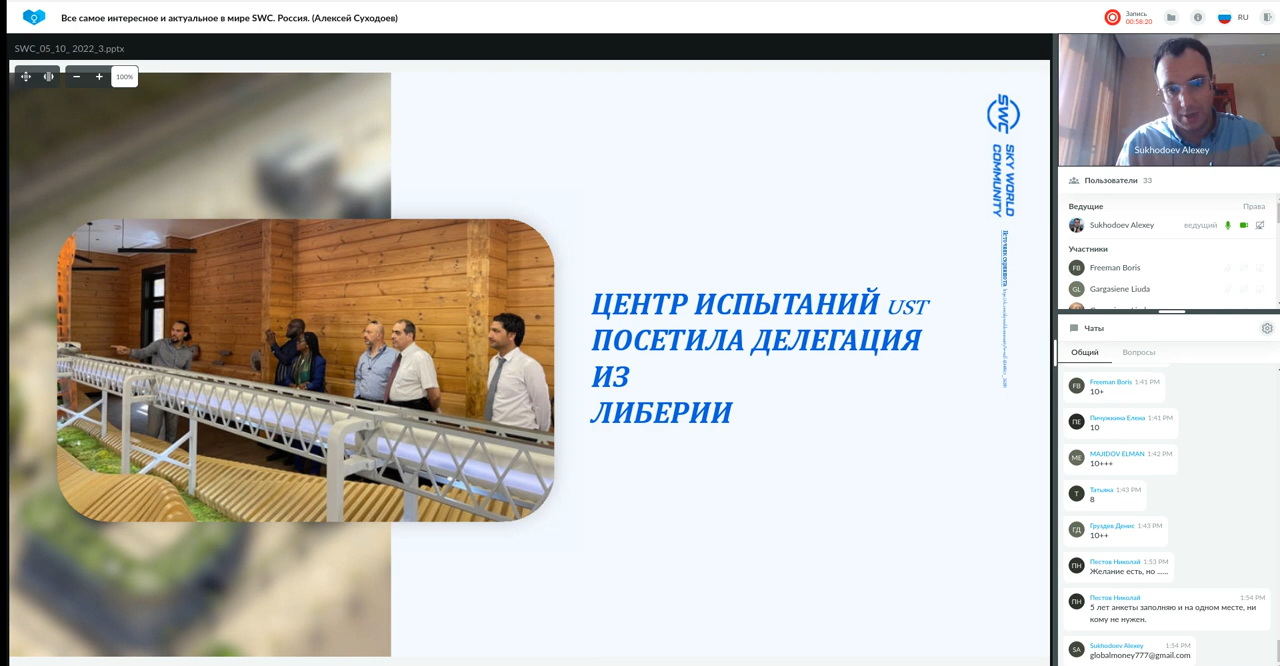 Все самое интересное и актуальное в мире SWC. Россия. (Алексей Суходоев)
Запись
00:58:20
RU
SWC_05_10_ 2022_3.pptx
100%
SWC
SKY WORLD
COMMUNITY
ЦЕНТР ИСПЫТАНИЙ UST
ПОСЕТИЛА ДЕЛЕГАЦИЯ
ИЗ
ЛИБЕРИИ
Sukhodoev Alexey
Пользователи 33
Ведущие Права
Sukhodoev Alexey ведущий
Участники
FB Freeman Boris
GL Gargasiene Liuda
Чаты
Общий Вопросы
FB Freeman Boris 1:41 PM
10+
ПЕ Пичужкина Елена 1:41 PM
10
ME MAJIDOV ELMAN 1:42 PM
10+++
Т Татьяна 1:43 PM
8
ГД Груздев Денис 1:43 PM
10++
ПН Пестов Николай 1:53 PM
Желание есть, но ......
ПН Пестов Николай 1:54 PM
5 лет анкеты заполняю и на одном месте, ни
кому не нужен.
SA Sukhodoev Alexey 1:54 PM
globalmoney777@gmail.com